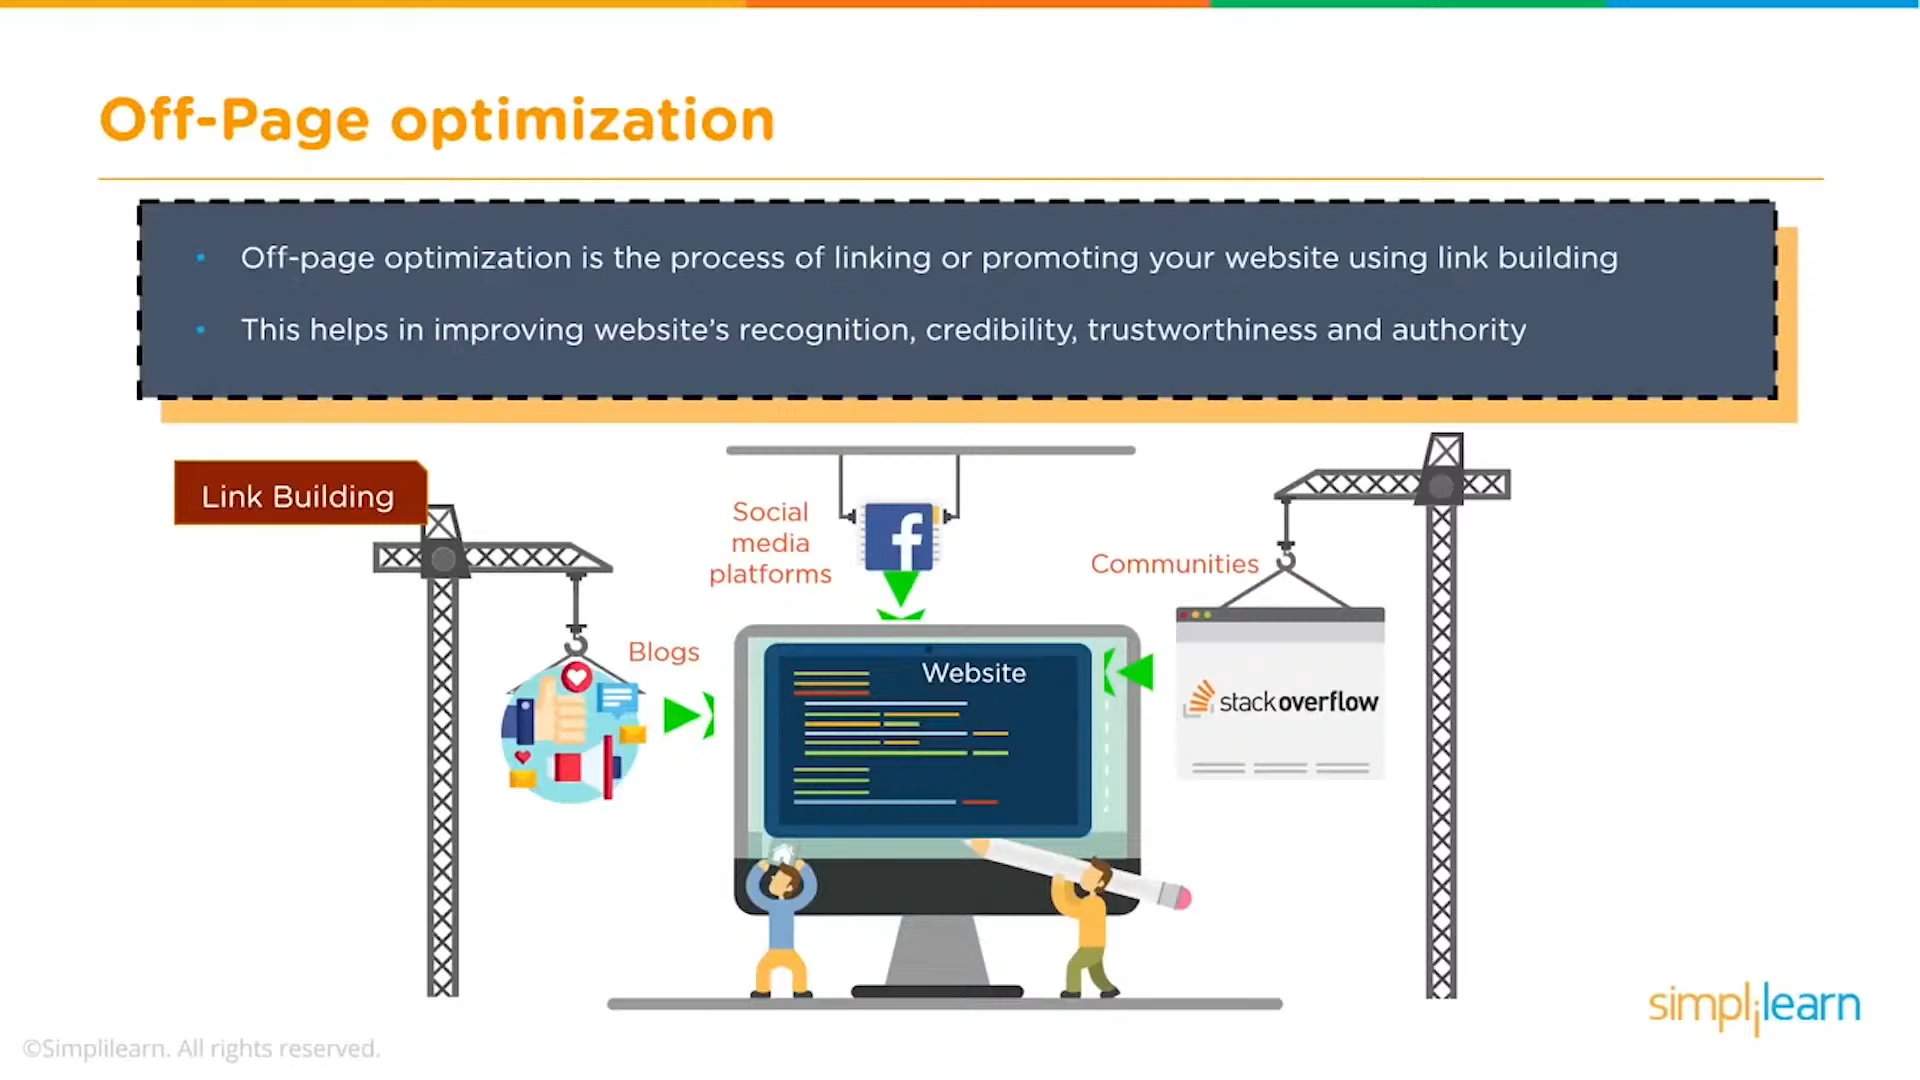 Off-Page optimization
• Off-page optimization is the process of linking or promoting your website using link building
• This helps in improving website's recognition, credibility, trustworthiness and authority
Link Building
Social
media
platforms
f
Communities
Blogs
Website
stackoverflow
simplilearn
©Simplilearn. All rights reserved.